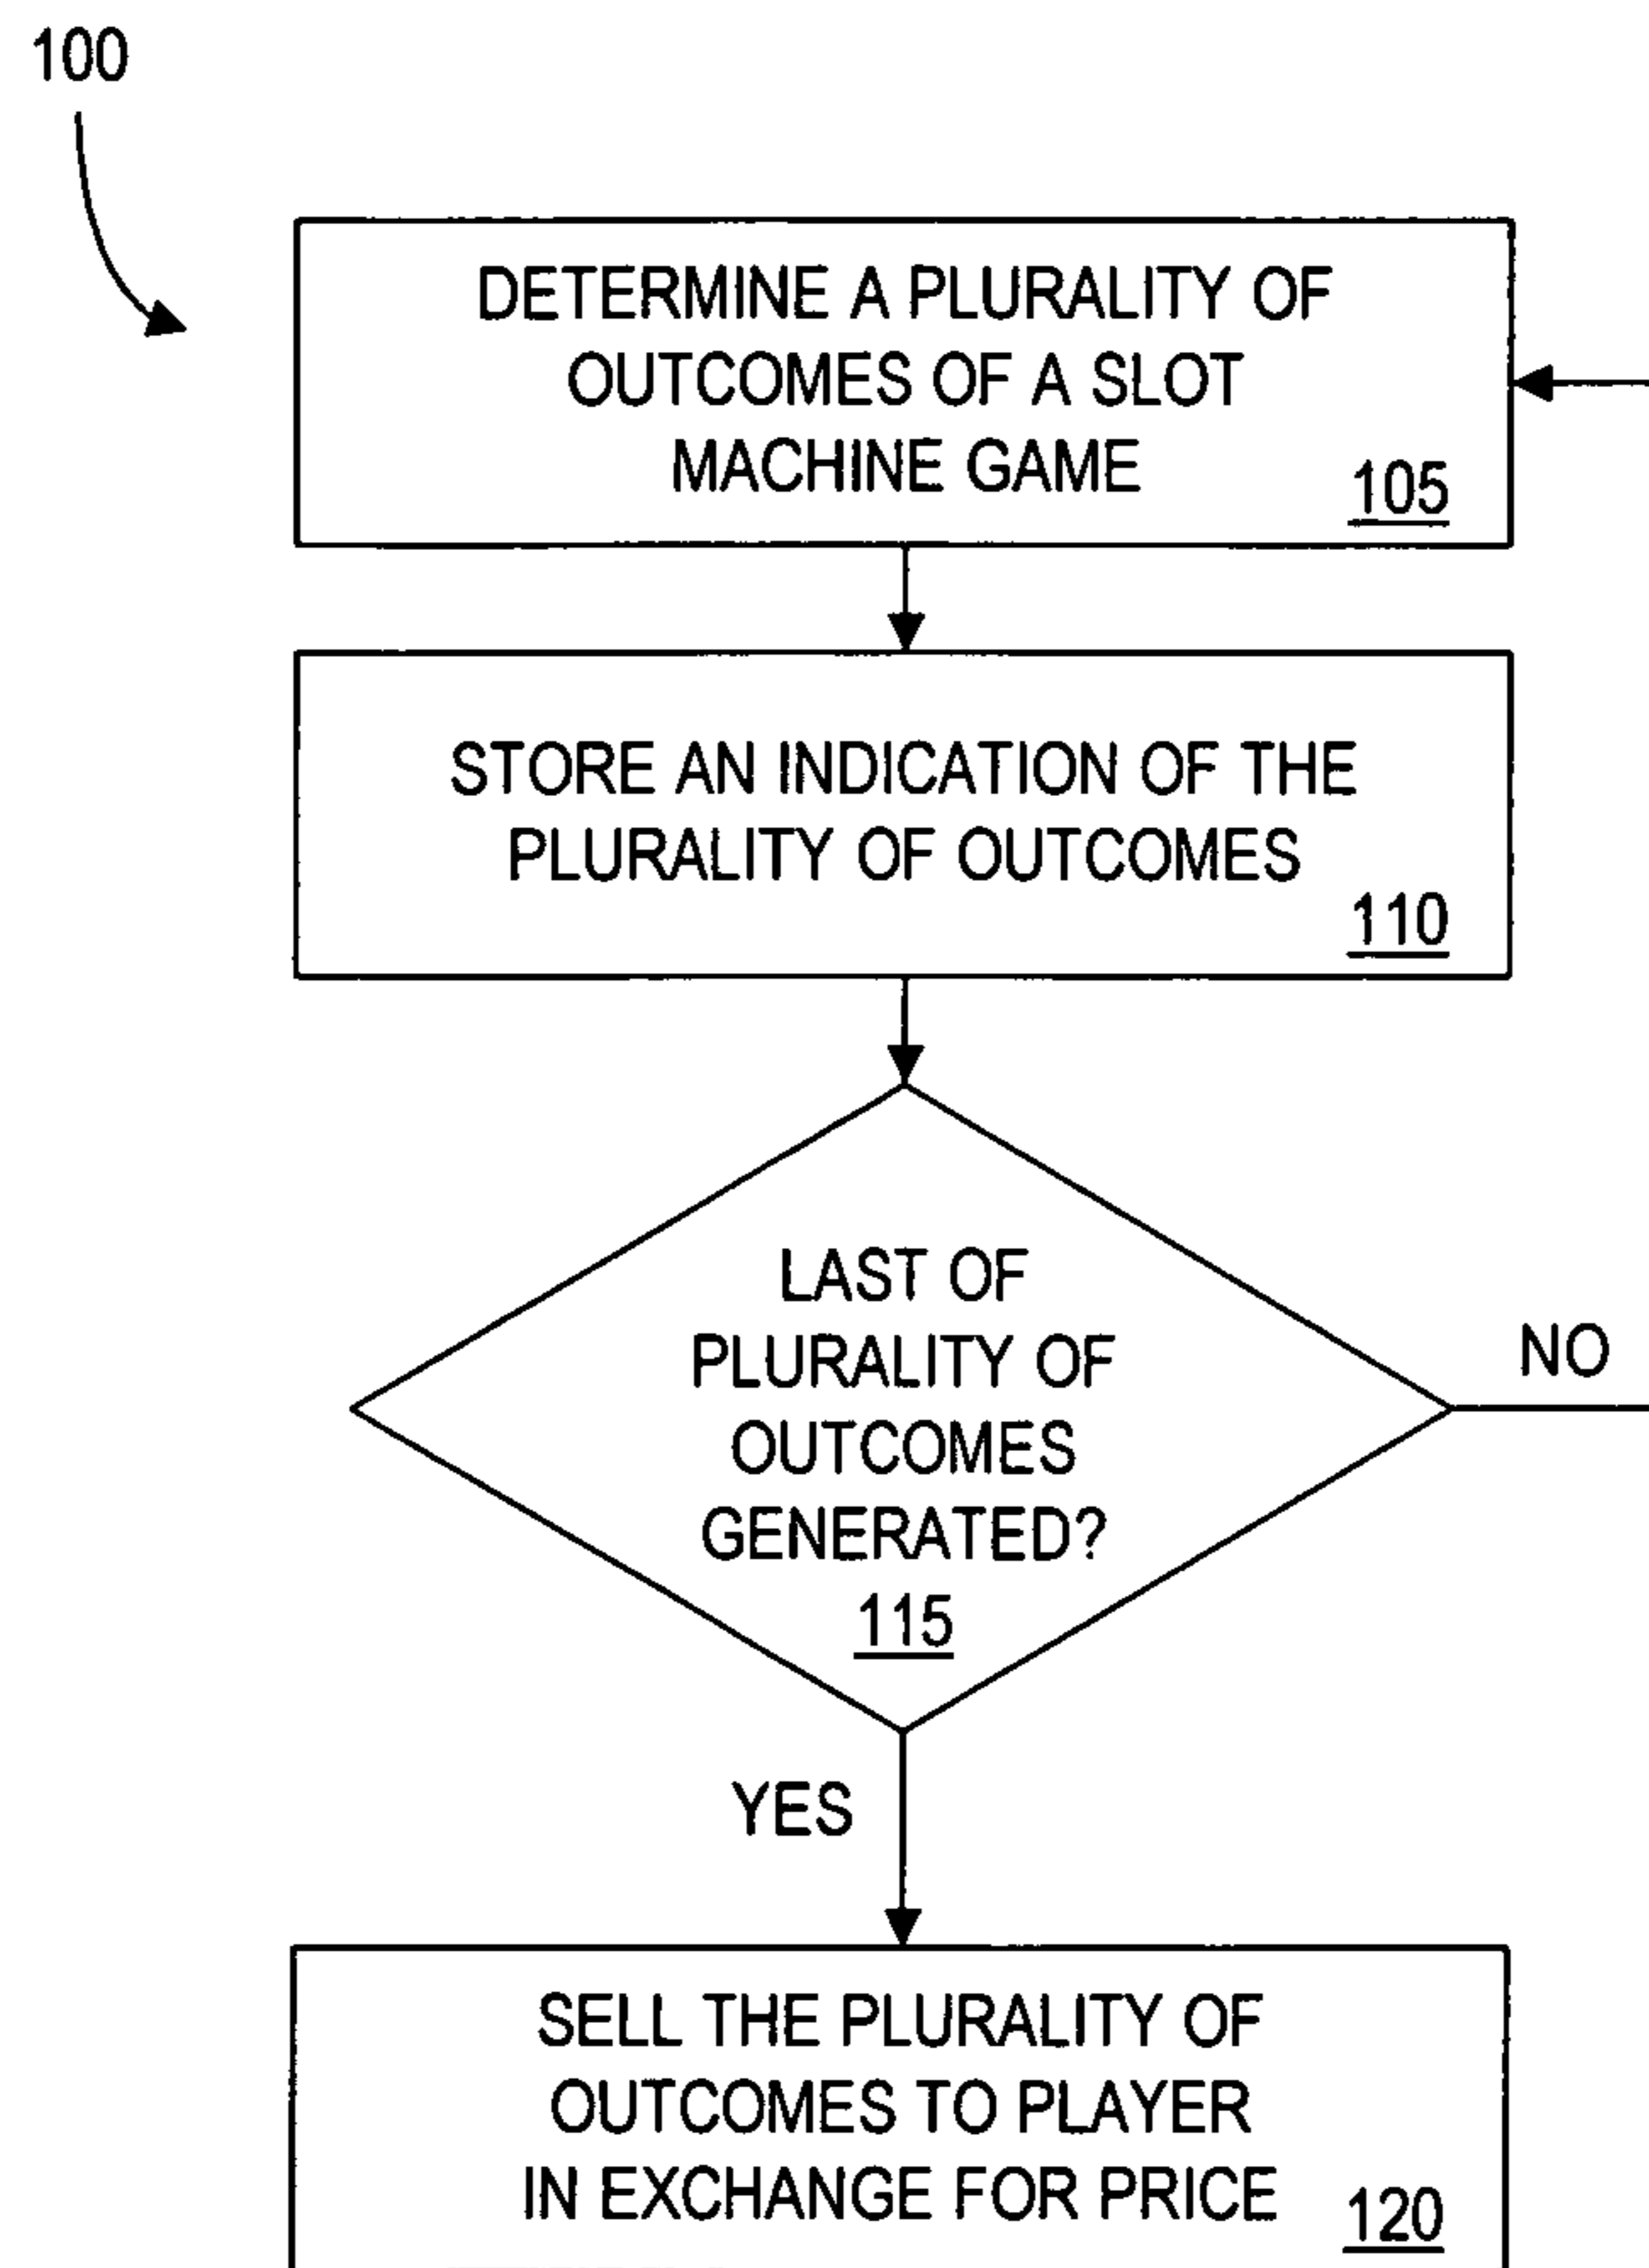 100
DETERMINE A PLURALITY OF
OUTCOMES OF A SLOT
MACHINE GAME
105
STORE AN INDICATION OF THE
PLURALITY OF OUTCOMES
110
LAST OF
PLURALITY OF
OUTCOMES
GENERATED?
115
NO
YES
SELL THE PLURALITY OF
OUTCOMES TO PLAYER
IN EXCHANGE FOR PRICE
120